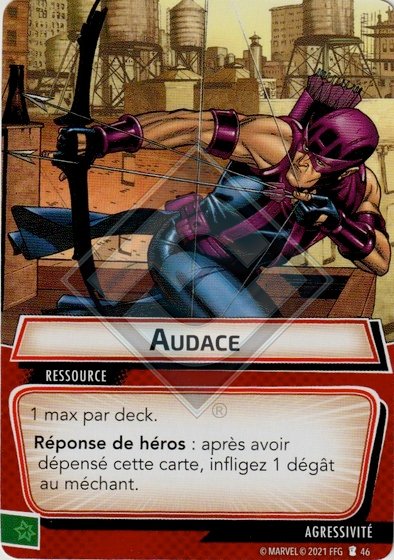 AUDACE
RESSOURCE
1 max par deck.
Réponse de héros : après avoir
dépensé cette carte, infligez 1 dégât
au méchant.
AGRESSIVITÉ
© MARVEL © 2021 FFG 46
®